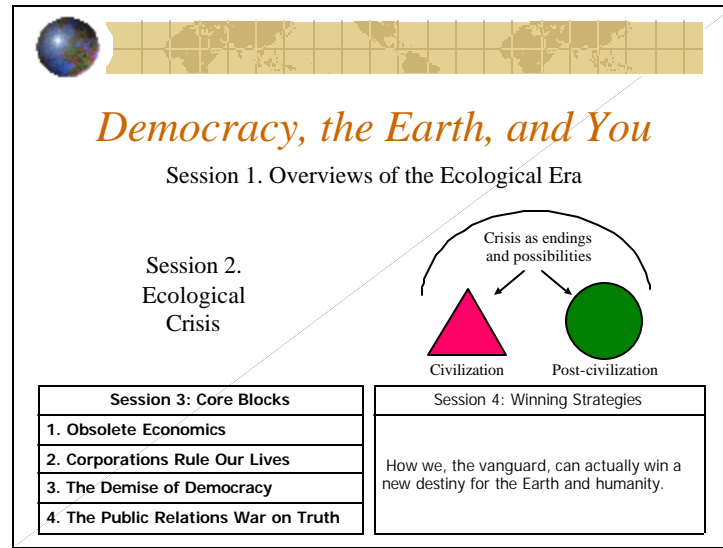 Democracy, the Earth, and You
Session 1. Overviews of the Ecological Era
Session 2.
Ecological
Crisis
Crisis as endings
and possibilities
Civilization
Post-civilization
Session 3: Core Blocks
1. Obsolete Economics
2. Corporations Rule Our Lives
3. The Demise of Democracy
4. The Public Relations War on Truth
Session 4: Winning Strategies
How we, the vanguard, can actually win a
new destiny for the Earth and humanity.